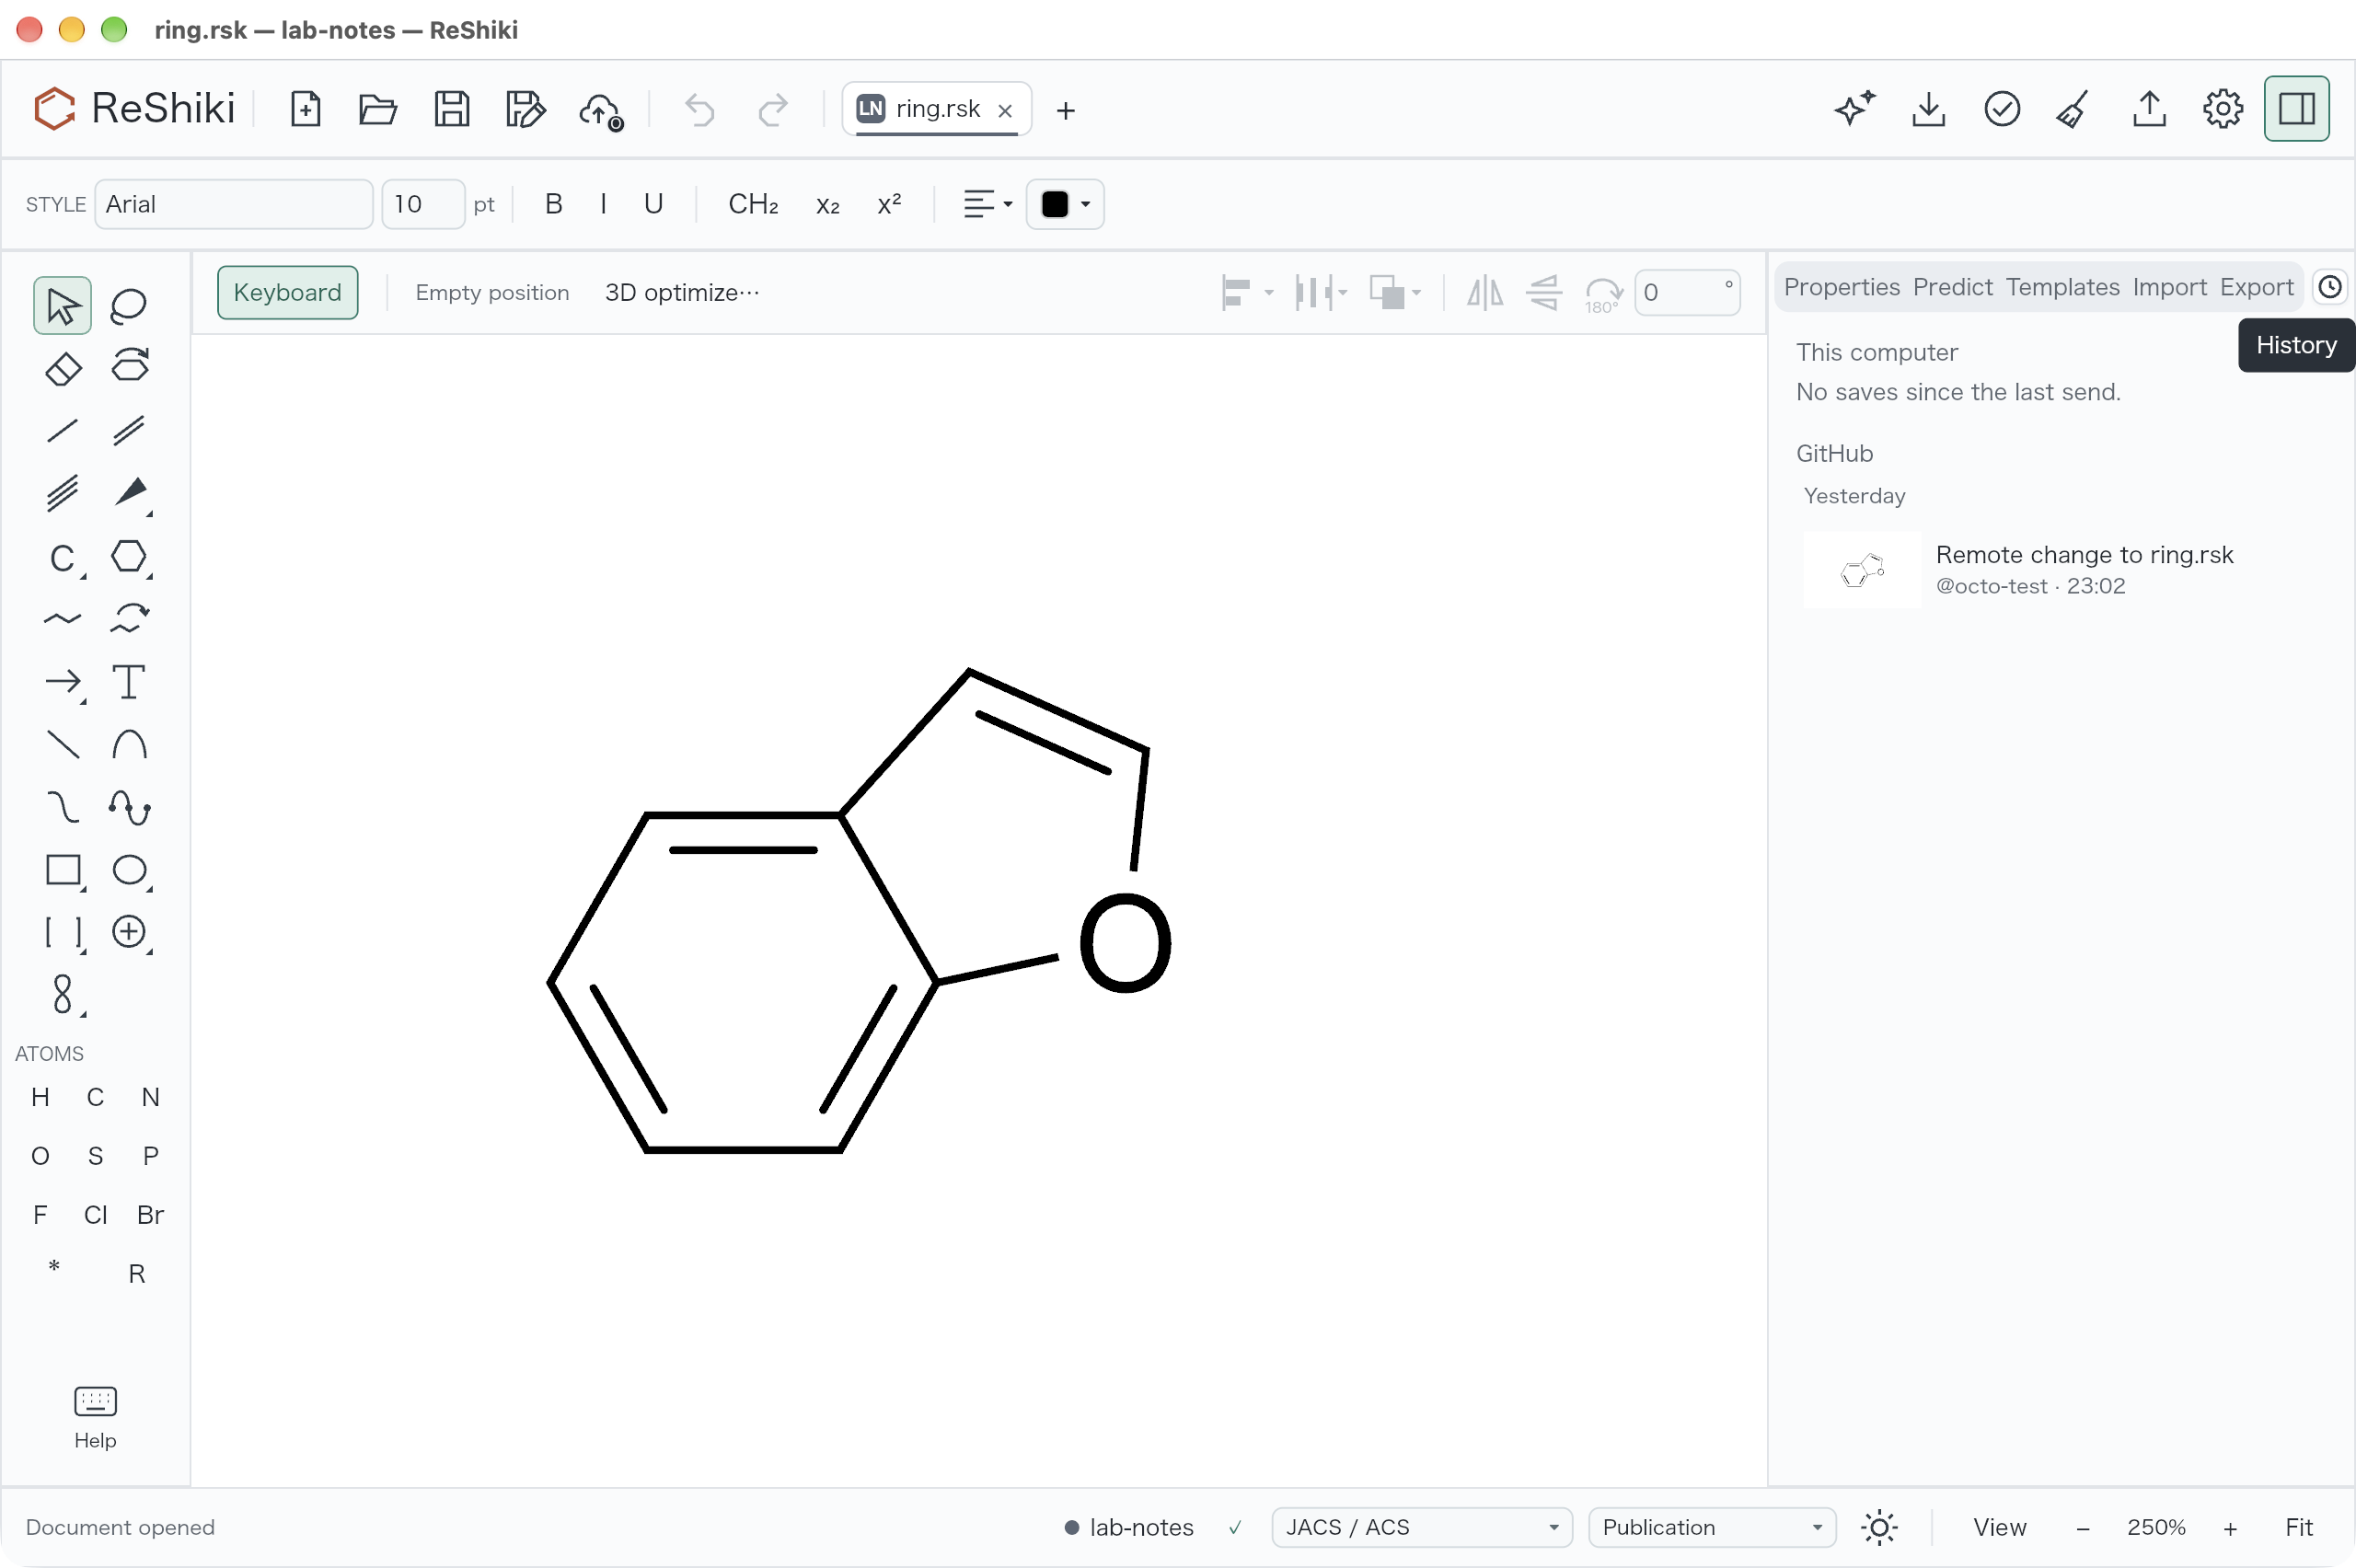 ring.rsk — lab-notes — ReShiki
ReShiki
LN ring.rsk × +
STYLE Arial 10 pt B I U CH₂ x₂ x²
Keyboard Empty position 3D optimize⋯ 180° 0 °
Properties Predict Templates Import Export
History
This computer
No saves since the last send.
GitHub
Yesterday
Remote change to ring.rsk
@octo-test · 23:02
C
T
[ ]
O
ATOMS
H C N
O S P
F Cl Br
* R
Help
Document opened lab-notes ✓ JACS / ACS Publication View − 250% + Fit